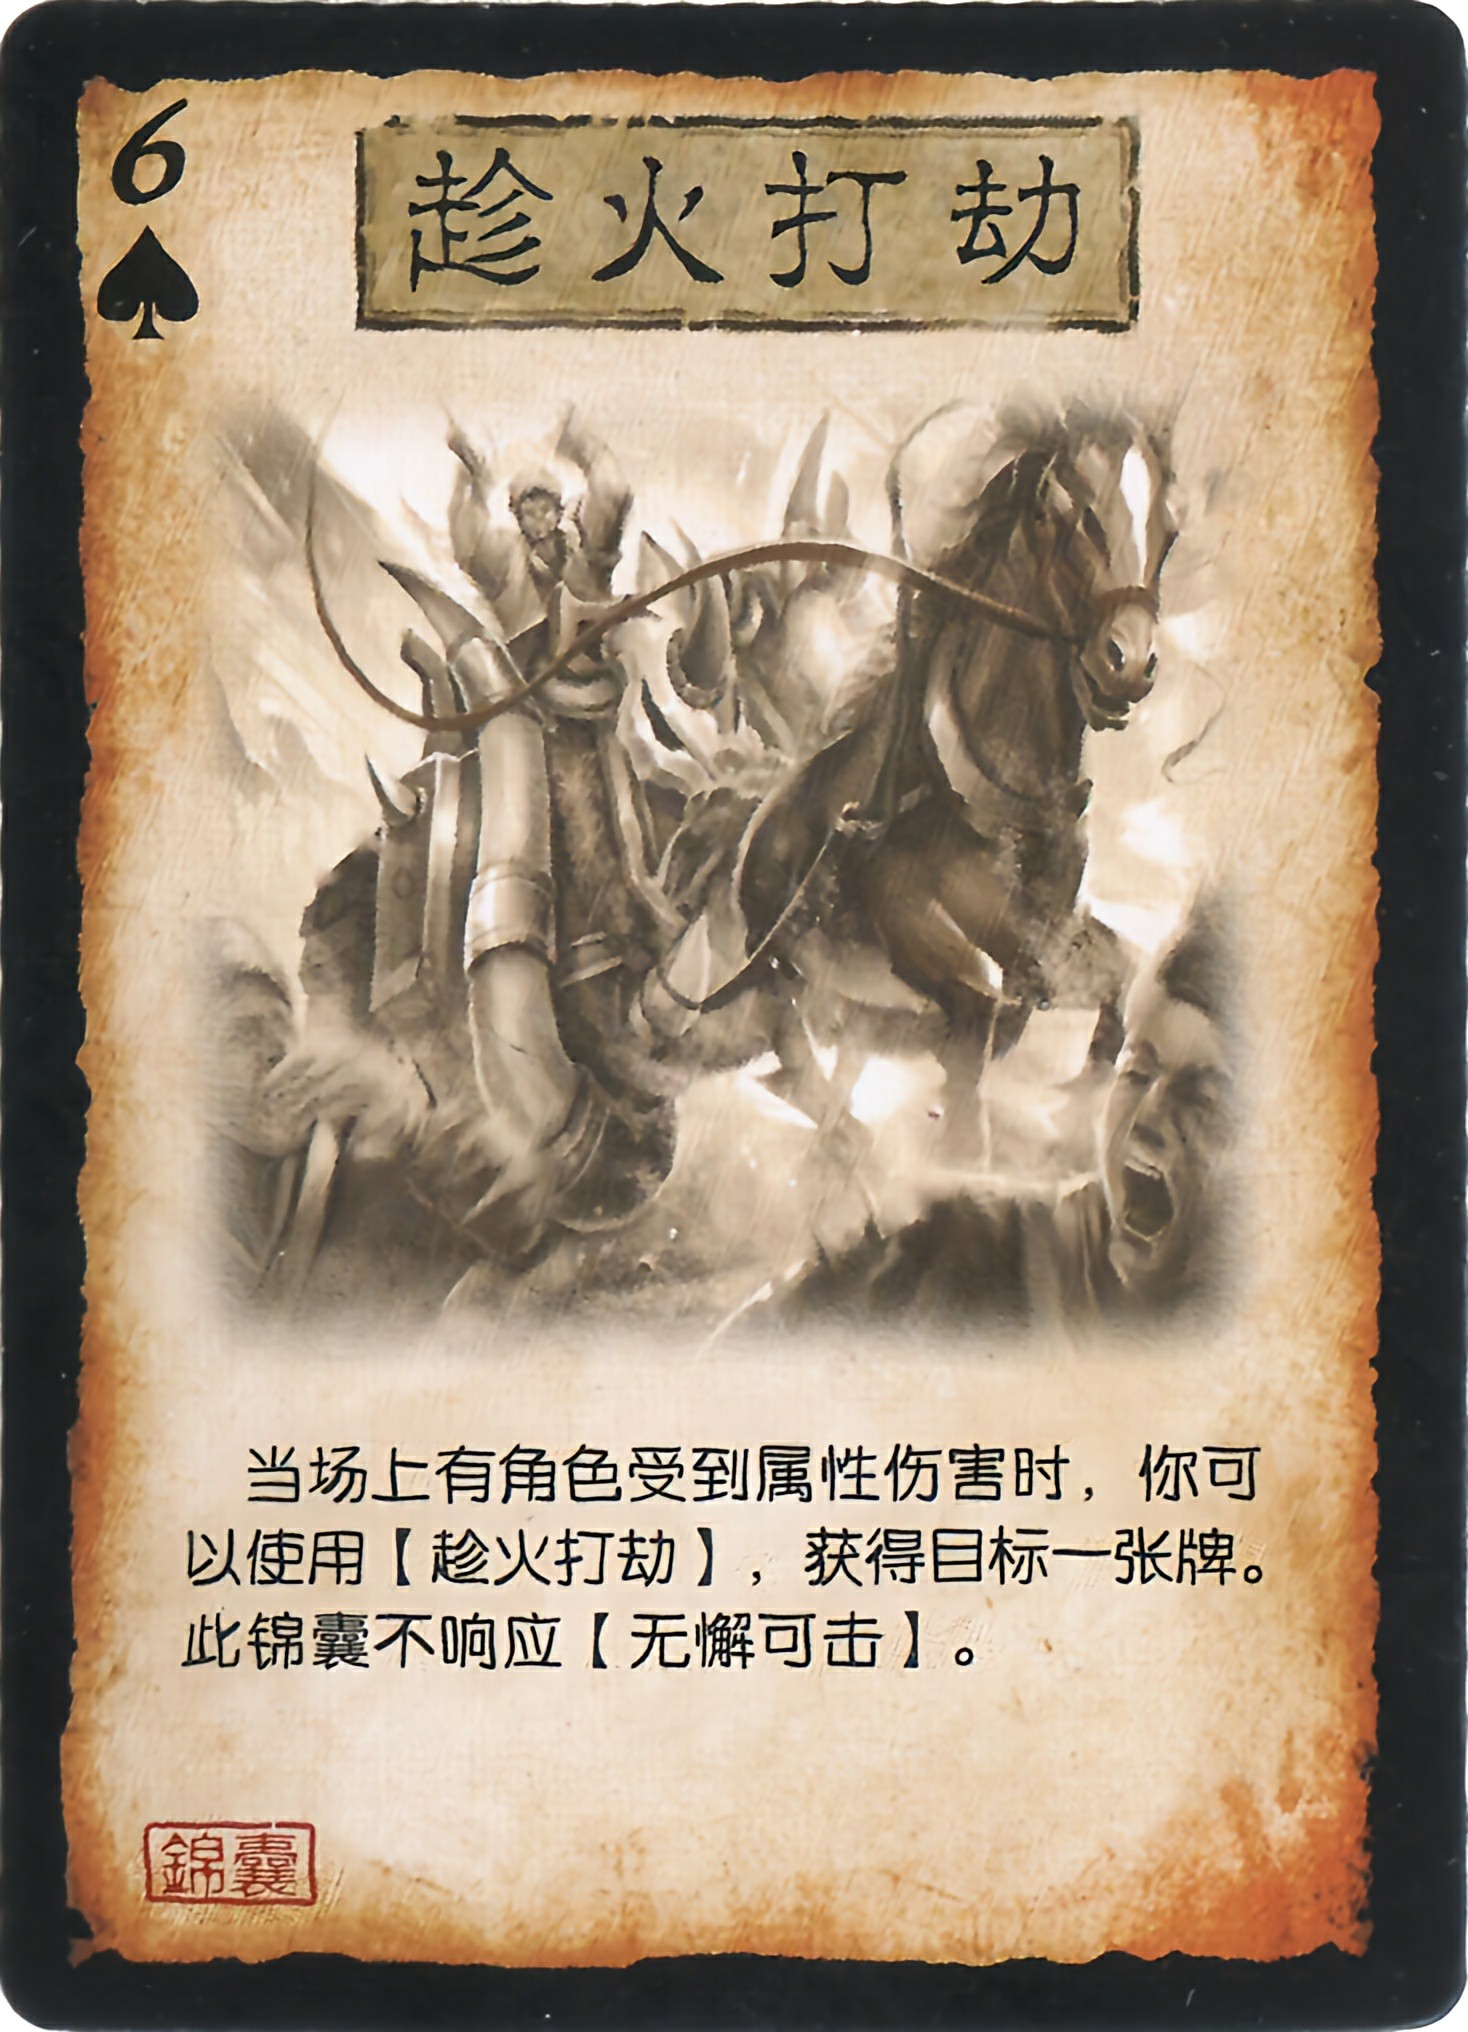 6
趁火打劫
当场上有角色受到属性伤害时，你可
以使用【趁火打劫】，获得目标一张牌。
此锦囊不响应【无懈可击】。
錦囊